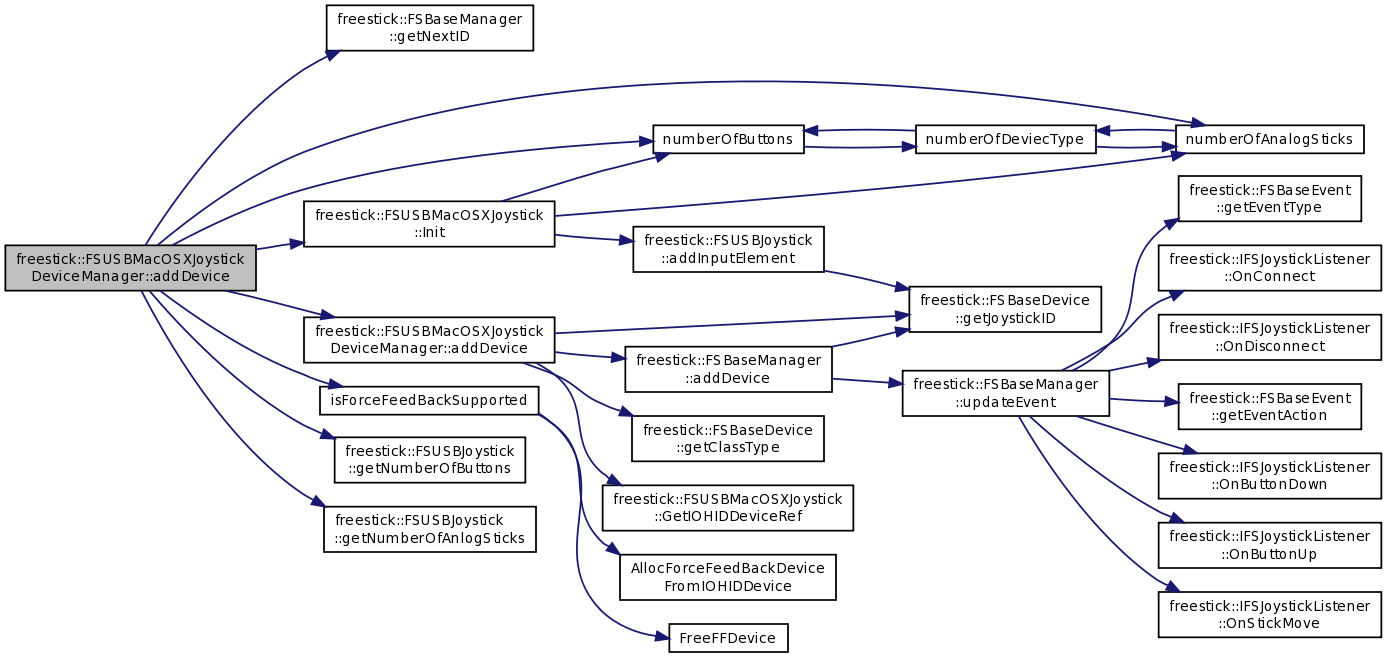 freestick::FSBaseManager
::getNextID
numberOfButtons
numberOfDeviecType
numberOfAnalogSticks
freestick::FSBaseEvent
::getEventType
freestick::FSUSBMacOSXJoystick
::Init
freestick::FSUSBJoystick
::addInputElement
freestick::IFSJoystickListener
::OnConnect
freestick::FSUSBMacOSXJoystick
DeviceManager::addDevice
freestick::FSBaseDevice
::getJoystickID
freestick::FSUSBMacOSXJoystick
DeviceManager::addDevice
freestick::IFSJoystickListener
::OnDisconnect
freestick::FSBaseManager
::addDevice
freestick::FSBaseManager
::updateEvent
isForceFeedBackSupported
freestick::FSBaseEvent
::getEventAction
freestick::FSBaseDevice
::getClassType
freestick::FSUSBJoystick
::getNumberOfButtons
freestick::IFSJoystickListener
::OnButtonDown
freestick::FSUSBMacOSXJoystick
::GetIOHIDDeviceRef
freestick::FSUSBJoystick
::getNumberOfAnlogSticks
freestick::IFSJoystickListener
::OnButtonUp
AllocForceFeedBackDevice
FromIOHIDDevice
freestick::IFSJoystickListener
::OnStickMove
FreeFFDevice